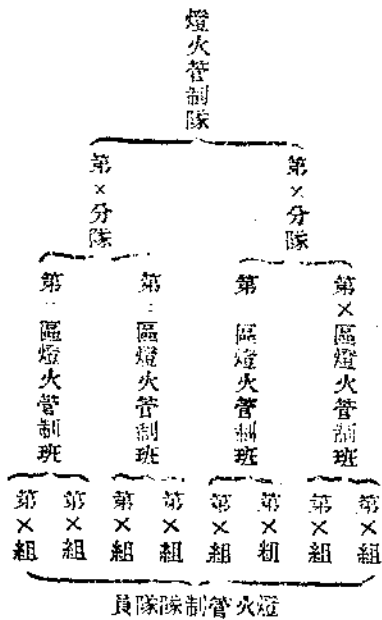 燈火管制隊
第×分隊
第×分隊
第×區燈火管制班
第 區燈火管制班
第 區燈火管制班
第 區燈火管制班
第×組
第×組
第×組
第×組
第×組
第×組
第×組
第×組
燈火管制隊隊員